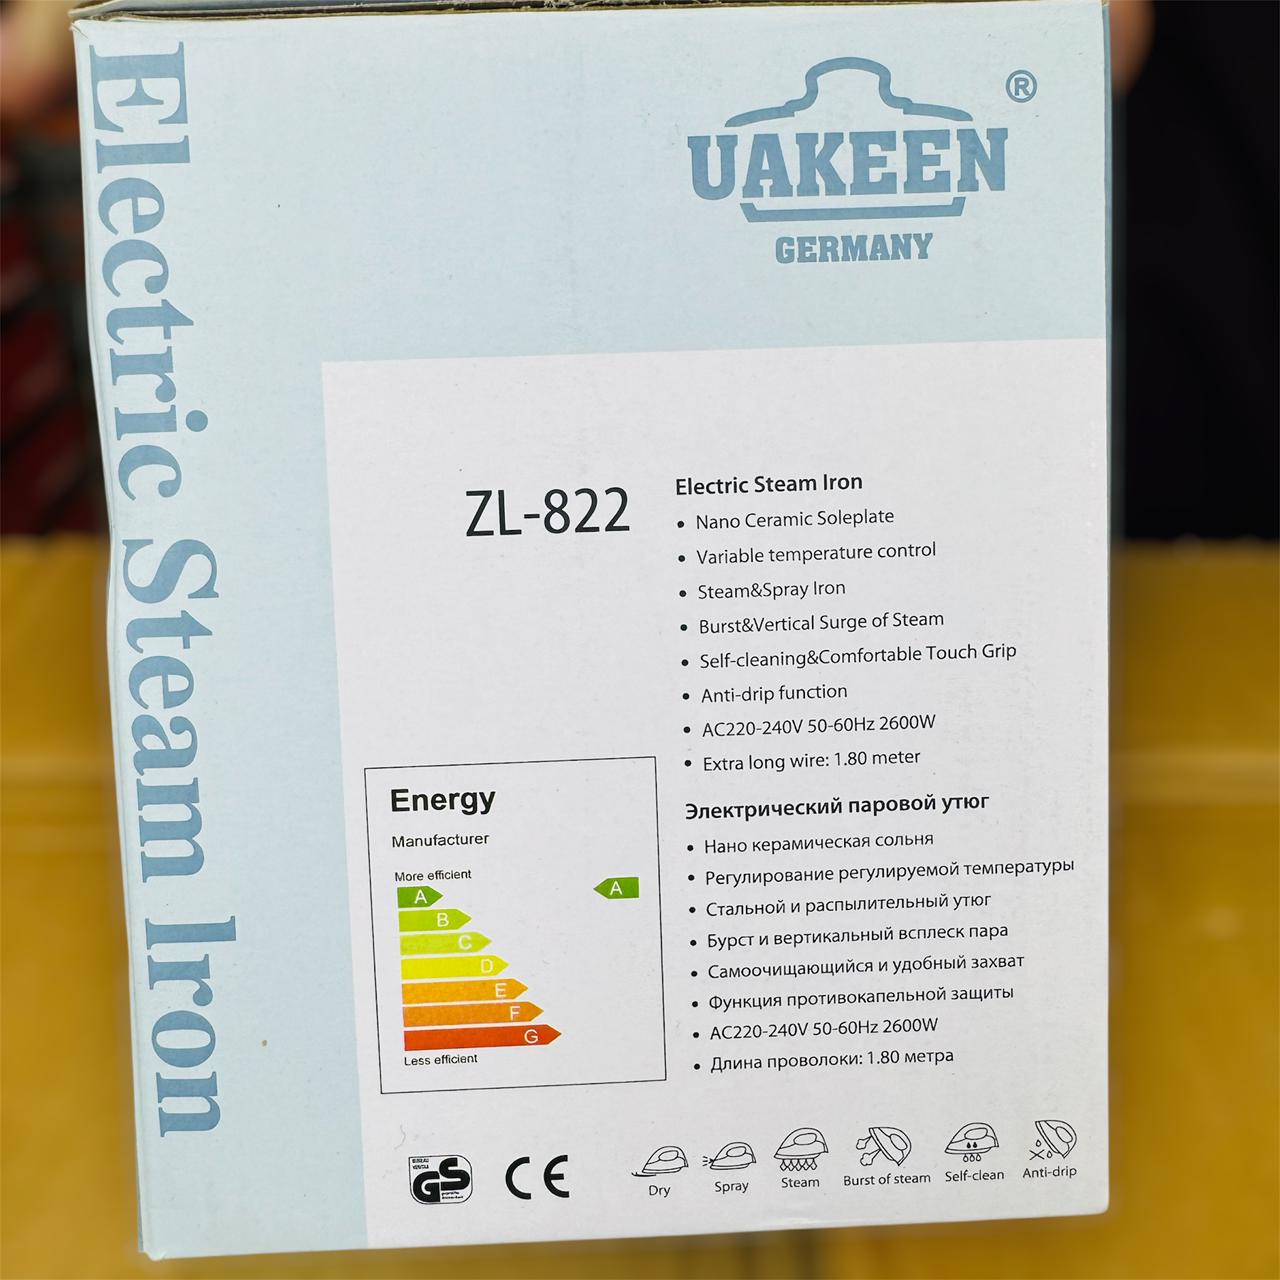 Electric Steam Iron
®
UAKEEN
GERMANY
ZL-822
Electric Steam Iron
• Nano Ceramic Soleplate
• Variable temperature control
• Steam&Spray Iron
• Burst&Vertical Surge of Steam
• Self-cleaning&Comfortable Touch Grip
• Anti-drip function
• AC220-240V 50-60Hz 2600W
• Extra long wire: 1.80 meter
Электрический паровой утюг
• Нано керамическая сольня
• Регулирование регулируемой температуры
• Стальной и распылительный утюг
• Бурст и вертикальный всплеск пара
• Самоочищающийся и удобный захват
• Функция противокапельной защиты
• AC220-240V 50-60Hz 2600W
• Длина проволоки: 1.80 метра
Energy
Manufacturer
More efficient
A
A
B
C
D
E
F
G
Less efficient
GS
CE
Dry
Spray
Steam
Burst of steam
Self-clean
Anti-drip